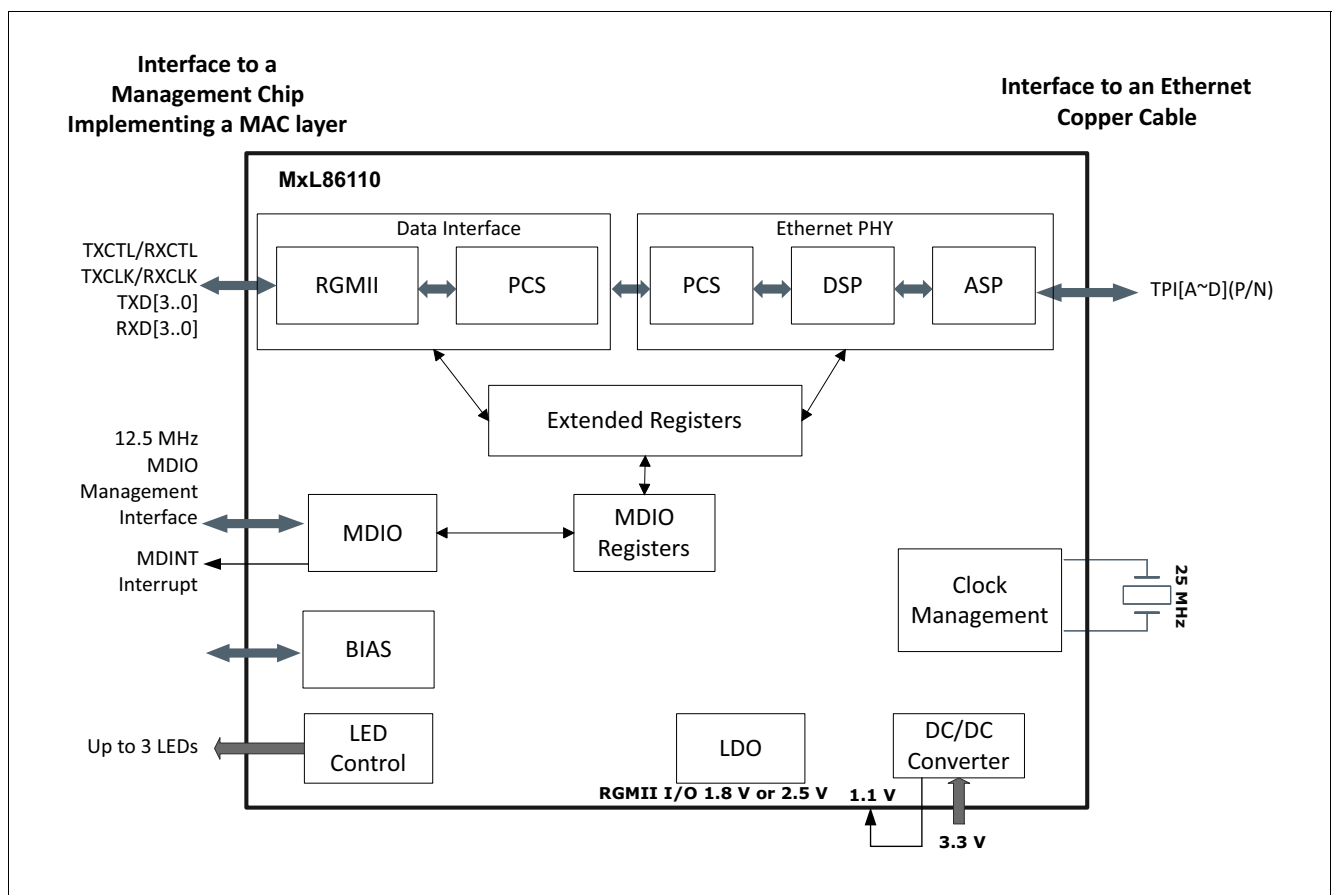 Interface to a
Management Chip
Implementing a MAC layer
Interface to an Ethernet
Copper Cable
MxL86110
Data Interface
Ethernet PHY
TXCTL/RXCTL
TXCLK/RXCLK
TXD[3..0]
RXD[3..0]
RGMII
PCS
PCS
DSP
ASP
TPI[A~D](P/N)
Extended Registers
12.5 MHz
MDIO
Management
Interface
MDINT
Interrupt
MDIO
MDIO
Registers
Clock
Management
25 MHz
BIAS
Up to 3 LEDs
LED
Control
LDO
DC/DC
Converter
RGMII I/O 1.8 V or 2.5 V
1.1 V
3.3 V